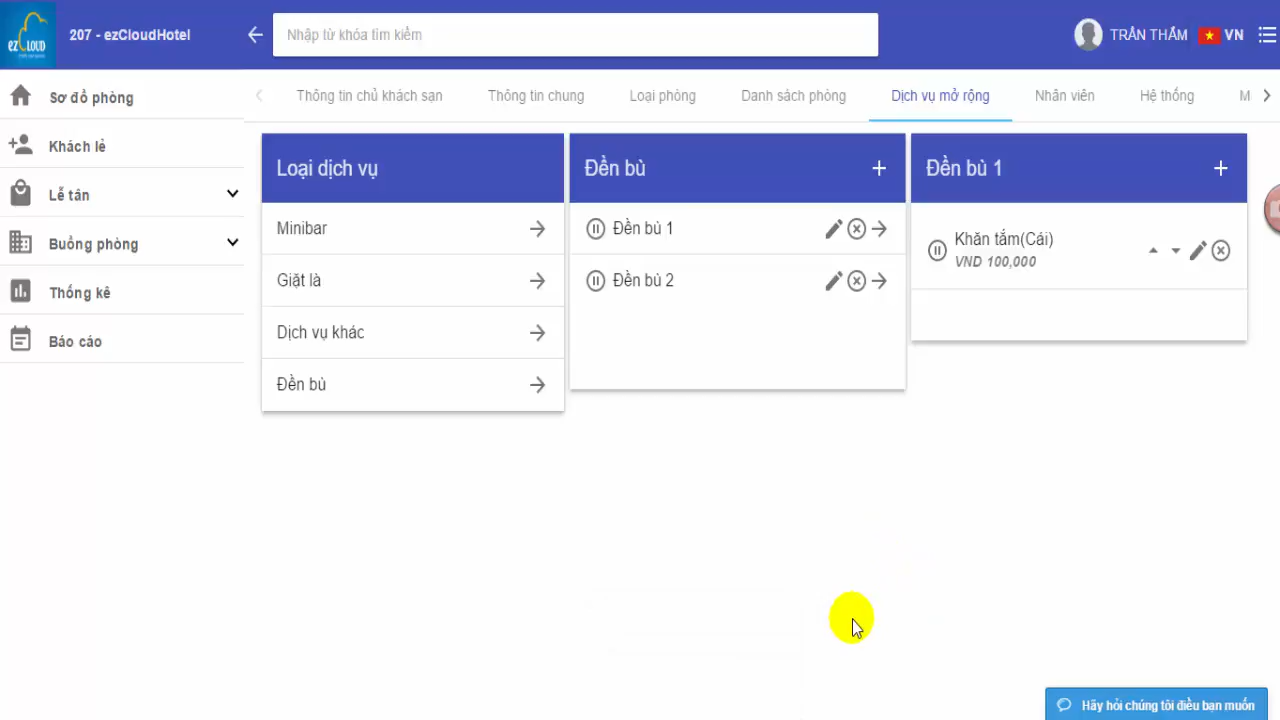 ezCLOUD
207 - ezCloudHotel
Nhập từ khóa tìm kiếm
TRẦN THẮM
VN
Sơ đồ phòng
Khách lẻ
Lễ tân
Buồng phòng
Thống kê
Báo cáo
Thông tin chủ khách sạn
Thông tin chung
Loại phòng
Danh sách phòng
Dịch vụ mở rộng
Nhân viên
Hệ thống
M
Loại dịch vụ
Minibar
Giặt là
Dịch vụ khác
Đền bù
Đền bù
Đền bù 1
Đền bù 2
Đền bù 1
Khăn tắm(Cái)
VND 100,000
Hãy hỏi chúng tôi điều bạn muốn